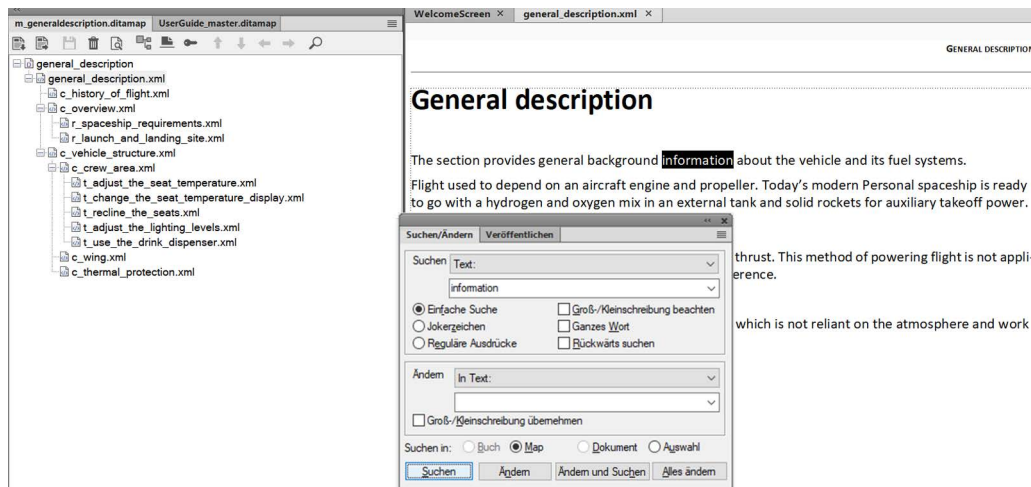 m_generaldescription.ditamap UserGuide_master.ditamap
general_description
general_description.xml
c_history_of_flight.xml
c_overview.xml
r_spaceship_requirements.xml
r_launch_and_landing_site.xml
c_vehicle_structure.xml
c_crew_area.xml
t_adjust_the_seat_temperature.xml
t_change_the_seat_temperature_display.xml
t_recline_the_seats.xml
t_adjust_the_lighting_levels.xml
t_use_the_drink_dispenser.xml
c_wing.xml
c_thermal_protection.xml
WelcomeScreen × general_description.xml ×
GENERAL DESCRIPTION
General description
The section provides general background information about the vehicle and its fuel systems.
Flight used to depend on an aircraft engine and propeller. Today’s modern Personal spaceship is ready
to go with a hydrogen and oxygen mix in an external tank and solid rockets for auxiliary takeoff power.
thrust. This method of powering flight is not appli-
erence.
which is not reliant on the atmosphere and work
Suchen/Ändern Veröffentlichen
Suchen Text:
information
Einfache Suche Groß-/Kleinschreibung beachten
Jokerzeichen Ganzes Wort
Reguläre Ausdrücke Rückwärts suchen
Ändern In Text:
Groß-/Kleinschreibung übernehmen
Suchen in: Buch Map Dokument Auswahl
Suchen Ändern Ändern und Suchen Alles ändern